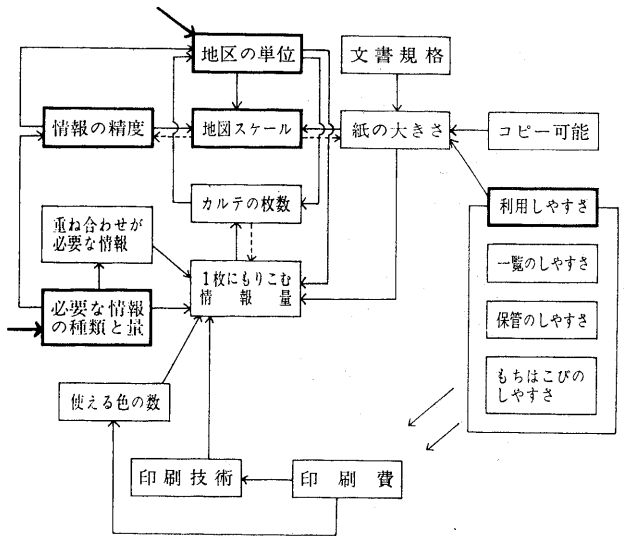 地区の単位
文書規格
情報の精度
地図スケール
紙の大きさ
コピー可能
カルテの枚数
利用しやすさ
重ね合わせが
必要な情報
一覧のしやすさ
1枚にもりこむ
情報量
必要な情報
の種類と量
保管のしやすさ
もちはこびの
しやすさ
使える色の数
印刷技術
印刷費